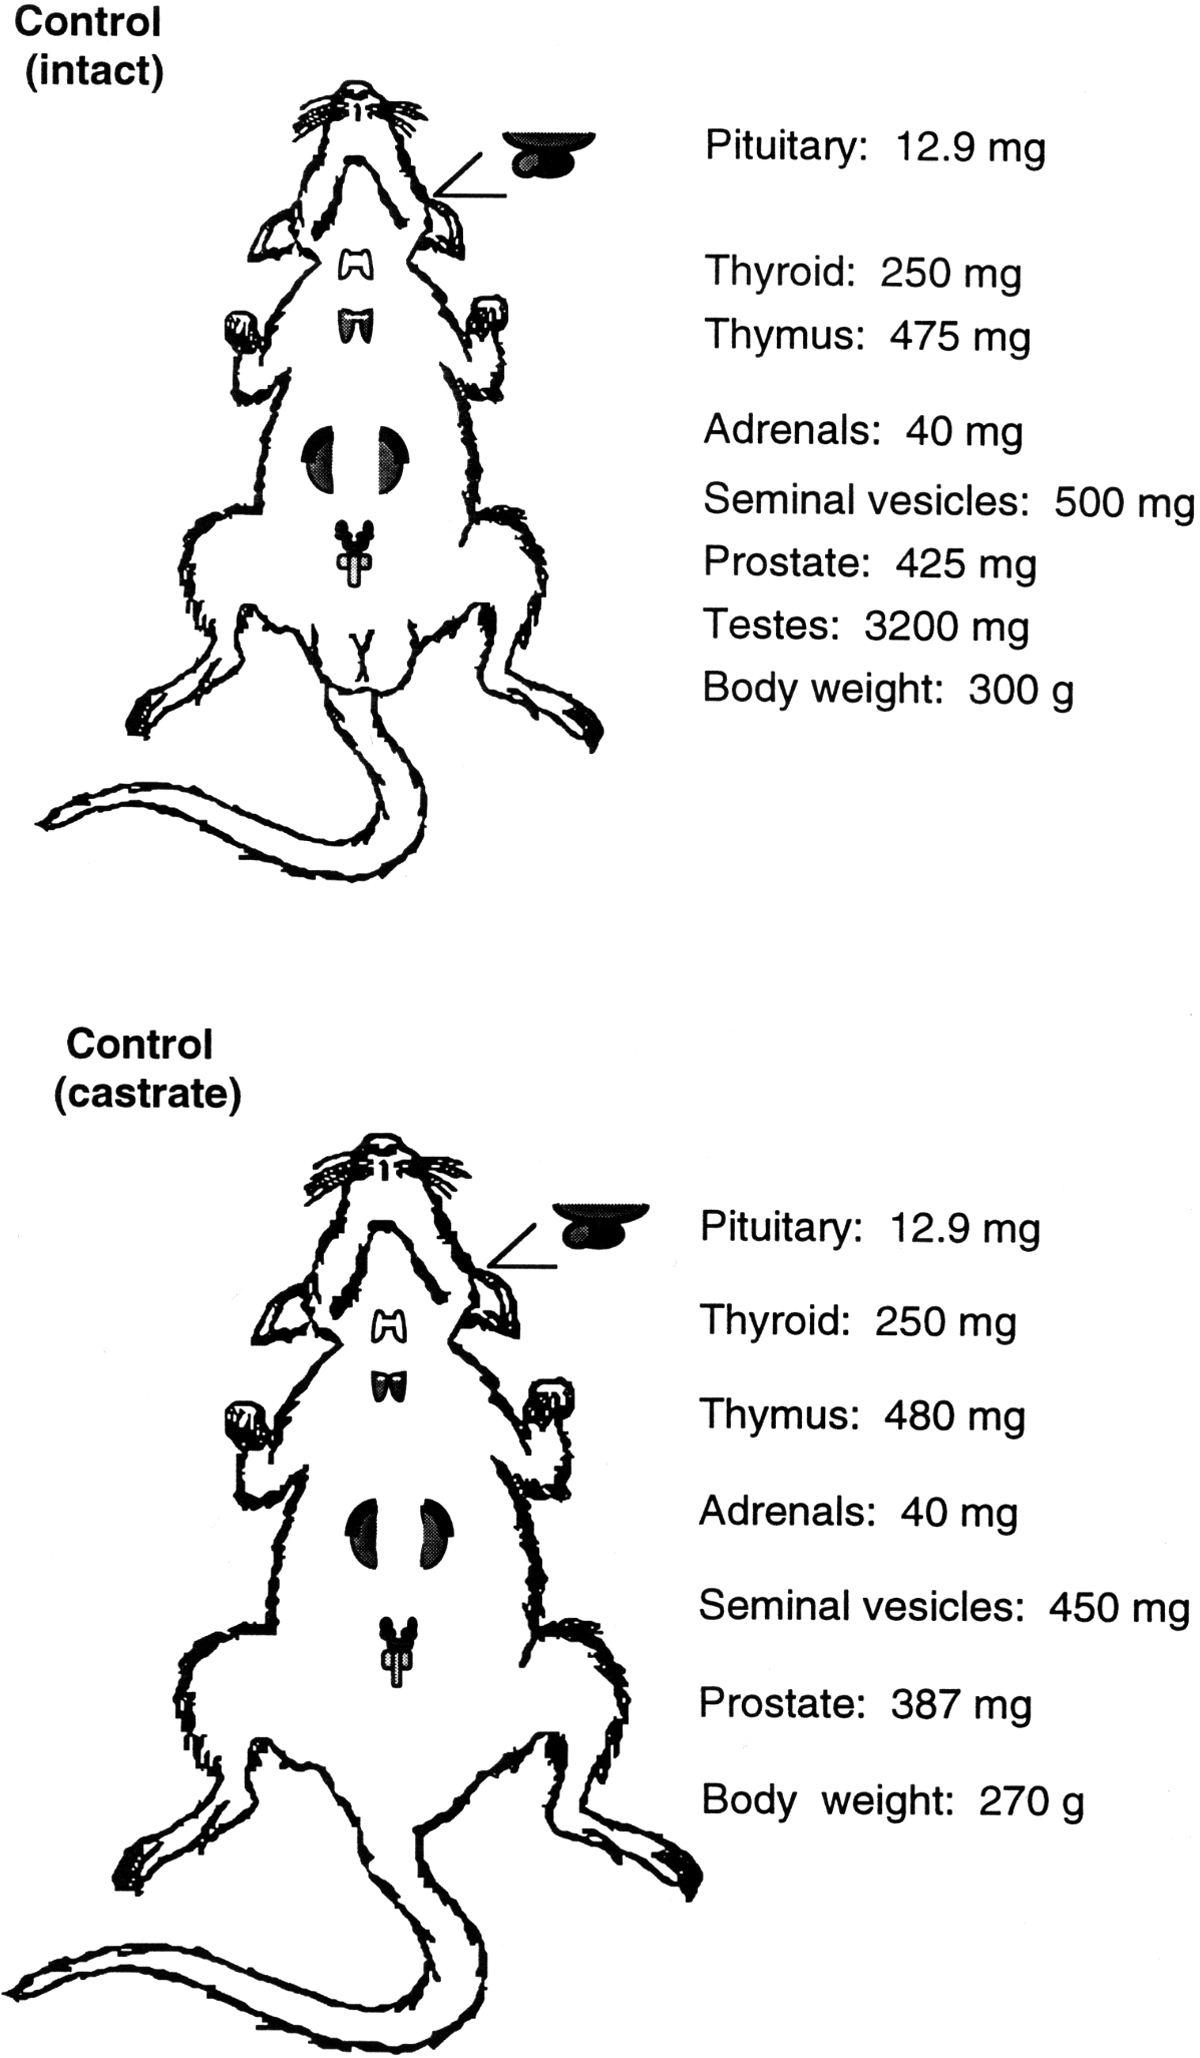 Control
(intact)
Pituitary: 12.9 mg
Thyroid: 250 mg
Thymus: 475 mg
Adrenals: 40 mg
Seminal vesicles: 500 mg
Prostate: 425 mg
Testes: 3200 mg
Body weight: 300 g
Control
(castrate)
Pituitary: 12.9 mg
Thyroid: 250 mg
Thymus: 480 mg
Adrenals: 40 mg
Seminal vesicles: 450 mg
Prostate: 387 mg
Body weight: 270 g